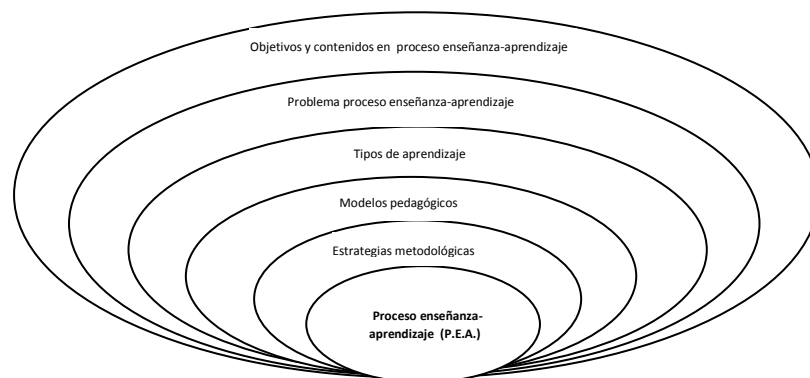 Objetivos y contenidos en proceso enseñanza-aprendizaje
Problema proceso enseñanza-aprendizaje
Tipos de aprendizaje
Modelos pedagógicos
Estrategias metodológicas
Proceso enseñanza-
aprendizaje (P.E.A.)